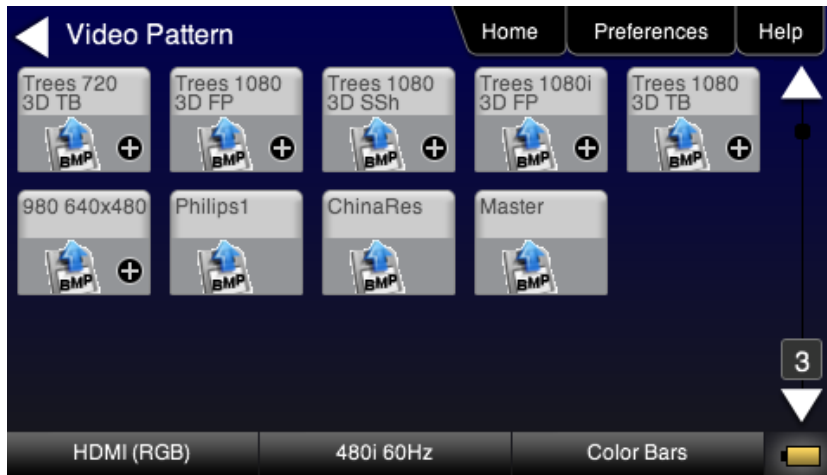 Video Pattern
Home
Preferences
Help
Trees 720
3D TB
Trees 1080
3D FP
Trees 1080
3D SSh
Trees 1080i
3D FP
Trees 1080
3D TB
BMP
BMP
BMP
BMP
BMP
980 640x480
Philips1
ChinaRes
Master
BMP
BMP
BMP
BMP
3
HDMI (RGB)
480i 60Hz
Color Bars